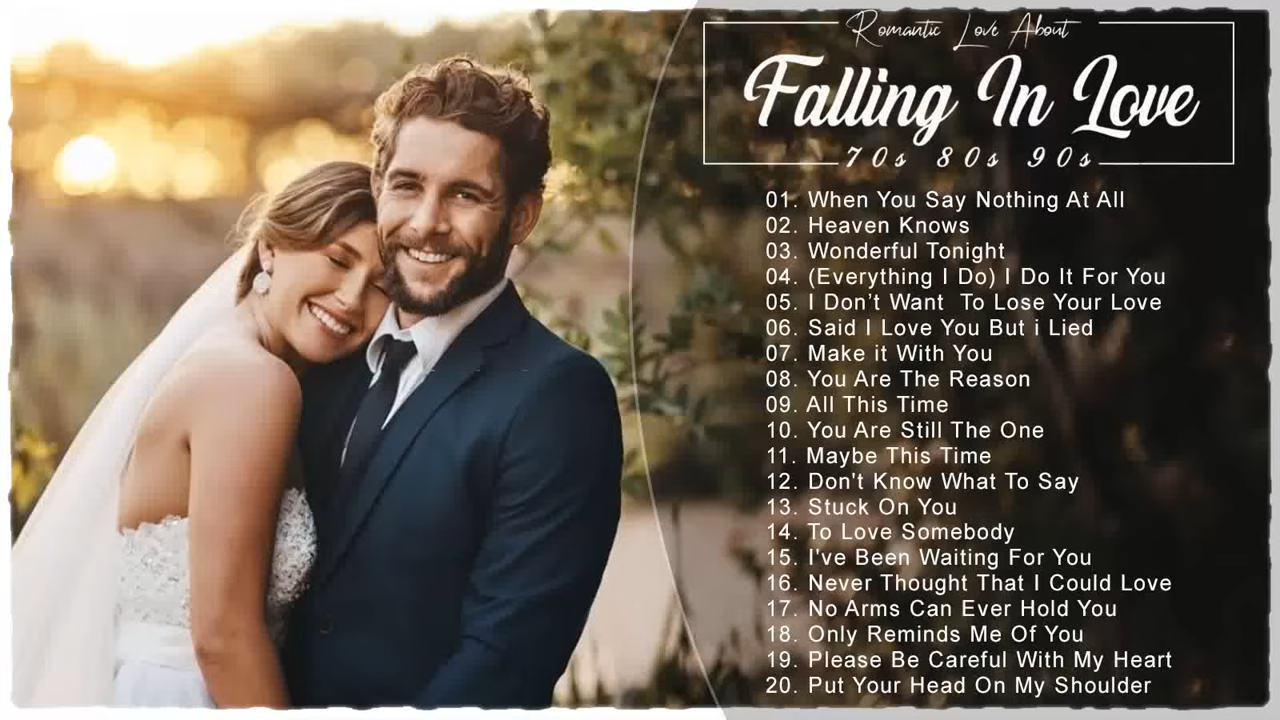 Romantic Love About
Falling In Love
70s 80s 90s
01. When You Say Nothing At All
02. Heaven Knows
03. Wonderful Tonight
04. (Everything I Do) I Do It For You
05. I Don’t Want  To Lose Your Love
06. Said I Love You But i Lied
07. Make it With You
08. You Are The Reason
09. All This Time
10. You Are Still The One
11. Maybe This Time
12. Don't Know What To Say
13. Stuck On You
14. To Love Somebody
15. I've Been Waiting For You
16. Never Thought That I Could Love
17. No Arms Can Ever Hold You
18. Only Reminds Me Of You
19. Please Be Careful With My Heart
20. Put Your Head On My Shoulder